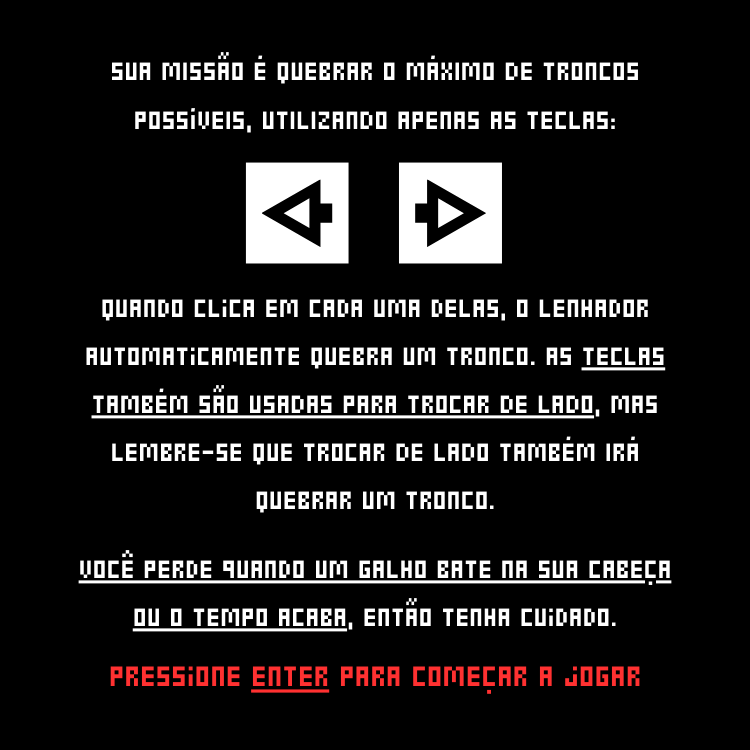 SUA MISSÃO É QUEBRAR O MÁXIMO DE TRONCOS
POSSÍVEIS, UTILIZANDO APENAS AS TECLAS:
QUANDO CLICA EM CADA UMA DELAS, O LENHADOR
AUTOMATICAMENTE QUEBRA UM TRONCO. AS TECLAS
TAMBÉM SÃO USADAS PARA TROCAR DE LADO, MAS
LEMBRE-SE QUE TROCAR DE LADO TAMBÉM IRÁ
QUEBRAR UM TRONCO.
VOCÊ PERDE QUANDO UM GALHO BATE NA SUA CABEÇA
OU O TEMPO ACABA, ENTÃO TENHA CUIDADO.
PRESSIONE ENTER PARA COMEÇAR A JOGAR